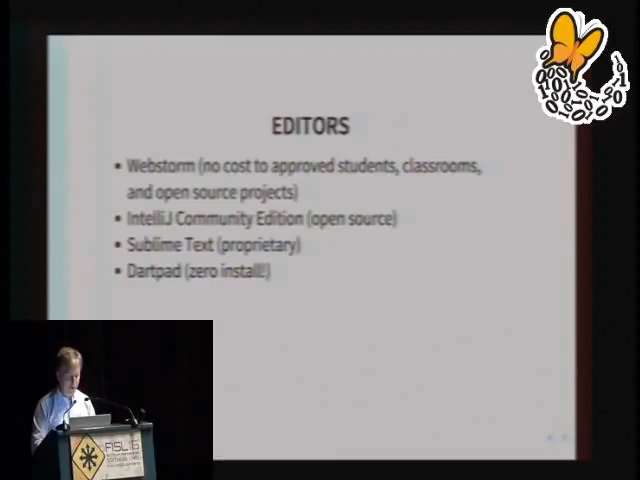 EDITORS
• Webstorm (no cost to approved students, classrooms,
and open source projects)
• IntelliJ Community Edition (open source)
• Sublime Text (proprietary)
• Dartpad (zero install!)
FISL16